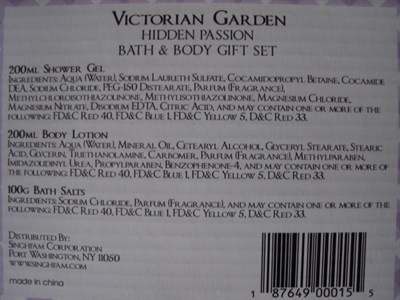 VICTORIAN GARDEN
HIDDEN PASSION
BATH & BODY GIFT SET
200ML SHOWER GEL
INGREDIENTS: AQUA (WATER), SODIUM LAURETH SULFATE, COCAMIDOPROPYL BETAINE, COCAMIDE
DEA, SODIUM CHLORIDE, PEG-150 DISTEARATE, PARFUM (FRAGRANCE),
METHYLCHLOROISOTHIAZOLINONE, METHYLISOTHIAZOLINONE, MAGNESIUM CHLORIDE,
MAGNESIUM NITRATE, DISODIUM EDTA, CITRIC ACID, AND MAY CONTAIN ONE OR MORE OF THE
FOLLOWING: FD&C RED 40, FD&C BLUE 1, FD&C YELLOW 5, D&C RED 33.
200ML BODY LOTION
INGREDIENTS: AQUA (WATER), MINERAL OIL, CETEARYL ALCOHOL, GLYCERYL STEARATE, STEARIC
ACID, GLYCERIN, TRIETHANOLAMINE, CARBOMER, PARFUM (FRAGRANCE), METHYLPARABEN,
IMIDAZOLIDINYL UREA, PROPYLPARABEN, BENZOPHENONE-4, AND MAY CONTAIN ONE OR MORE OF
THE FOLLOWING: FD&C RED 40, FD&C BLUE 1, FD&C YELLOW 5, D&C RED 33.
100G BATH SALTS
INGREDIENTS: SODIUM CHLORIDE, PARFUM (FRAGRANCE), AND MAY CONTAIN ONE OR MORE OF THE
FOLLOWING: FD&C RED 40, FD&C BLUE 1, FD&C YELLOW 5, D&C RED 33.
DISTRIBUTED BY:
SINGHFAM CORPORATION
PORT WASHINGTON, NY 11050
WWW.SINGHFAM.COM
made in china
1 87649 00015 5